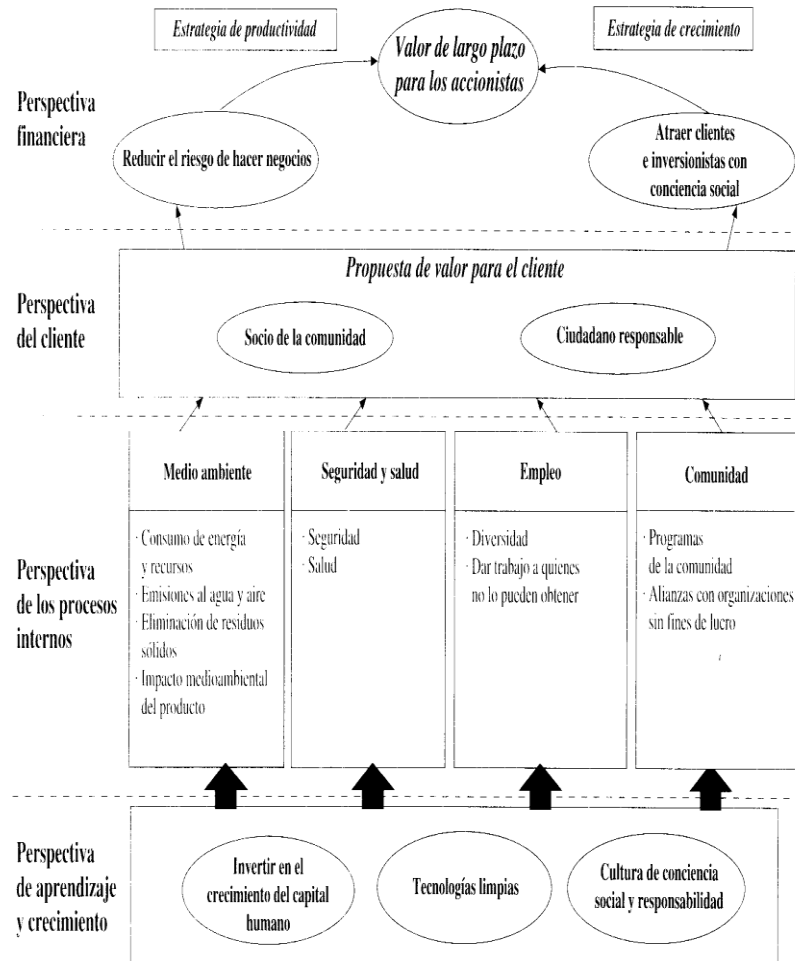 Estrategia de productividad
Valor de largo plazo
para los accionistas
Estrategia de crecimiento
Perspectiva
financiera
Reducir el riesgo de hacer negocios
Atraer clientes
e inversionistas con
conciencia social
Propuesta de valor para el cliente
Perspectiva
del cliente
Socio de la comunidad
Ciudadano responsable
Perspectiva
de los procesos
internos
Medio ambiente
· Consumo de energía
y recursos
· Emisiones al agua y aire
· Eliminación de residuos
sólidos
· Impacto medioambiental
del producto
Seguridad y salud
· Seguridad
· Salud
Empleo
· Diversidad
· Dar trabajo a quienes
no lo pueden obtener
Comunidad
· Programas
de la comunidad
· Alianzas con organizaciones
sin fines de lucro
Perspectiva
de aprendizaje
y crecimiento
Invertir en el
crecimiento del capital
humano
Tecnologías limpias
Cultura de conciencia
social y responsabilidad